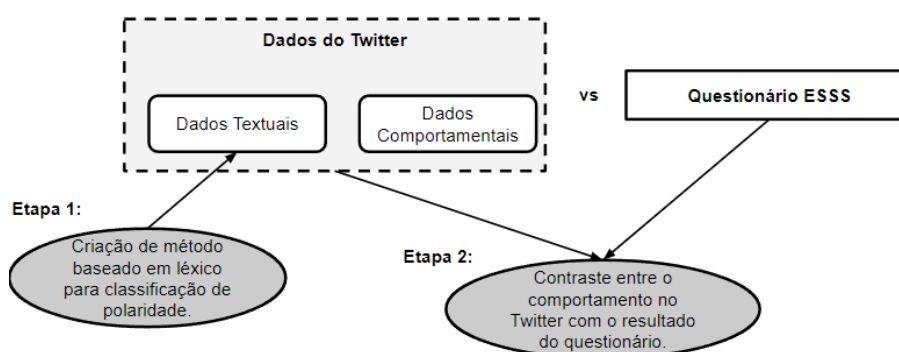 Dados do Twitter
Dados Textuais
Dados
Comportamentais
vs
Questionário ESSS
Etapa 1:
Criação de método
baseado em léxico
para classificação de
polaridade.
Etapa 2:
Contraste entre o
comportamento no
Twitter com o resultado
do questionário.